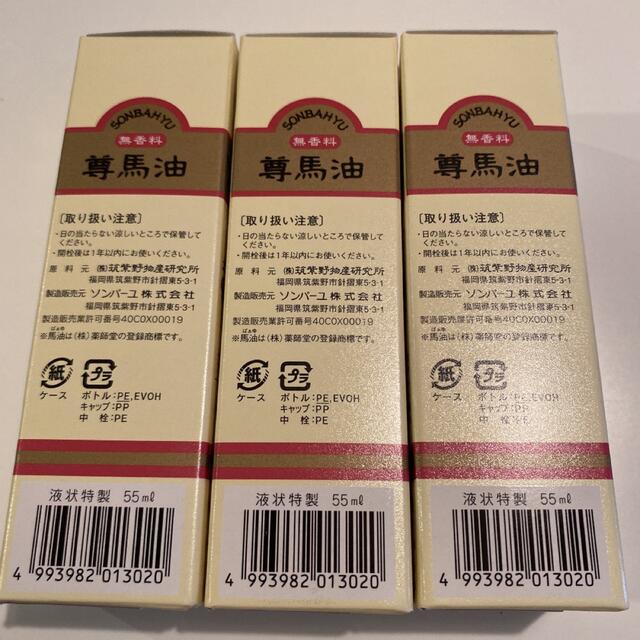 SONBAHYU
無香料
尊馬油
[取り扱い注意]
・日の当たらない涼しいところで保管して
ください。
・開栓後は1年以内にお使いください。
原料元 ㈱筑紫野物産研究所
福岡県筑紫野市針摺東5-3-1
製造販売元 ソンバーユ株式会社
福岡県筑紫野市針摺東5-3-1
製造販売業許可番号40C0X00019
ばあゆ
※馬油は(株)薬師堂の登録商標です。
紙 プラ
ケース ボトル:PE,EVOH
キャップ:PP
中栓:PE
液状特製 55㎖
4 993982 013020
SONBAHYU
無香料
尊馬油
[取り扱い注意]
・日の当たらない涼しいところで保管して
ください。
・開栓後は1年以内にお使いください。
原料元 ㈱筑紫野物産研究所
福岡県筑紫野市針摺東5-3-1
製造販売元 ソンバーユ株式会社
福岡県筑紫野市針摺東5-3-1
製造販売業許可番号40C0X00019
ばあゆ
※馬油は(株)薬師堂の登録商標です。
紙 プラ
ケース ボトル:PE,EVOH
キャップ:PP
中栓:PE
液状特製 55㎖
4 993982 013020
SONBAHYU
無香料
尊馬油
[取り扱い注意]
・日の当たらない涼しいところで保管して
ください。
・開栓後は1年以内にお使いください。
原料元 ㈱筑紫野物産研究所
福岡県筑紫野市針摺東5-3-1
製造販売元 ソンバーユ株式会社
福岡県筑紫野市針摺東5-3-1
製造販売業許可番号40C0X00019
ばあゆ
※馬油は(株)薬師堂の登録商標です。
紙 プラ
ケース ボトル:PE,EVOH
キャップ:PP
中栓:PE
液状特製 55㎖
4 993982 013020